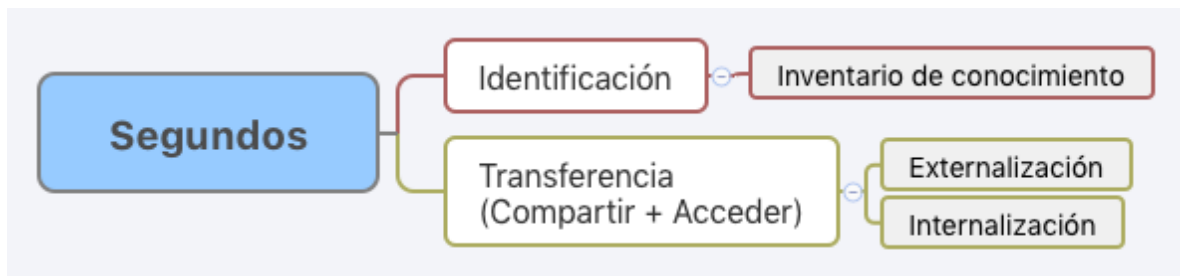 Segundos
Identificación
Inventario de conocimiento
Transferencia
(Compartir + Acceder)
Externalización
Internalización